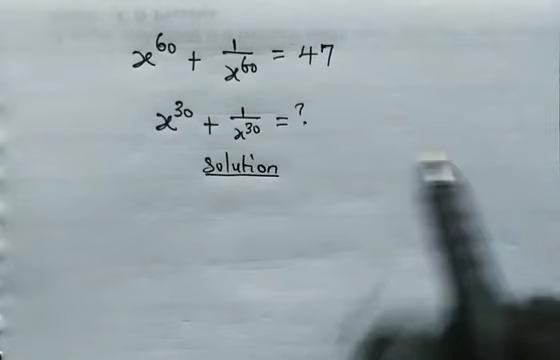 x^60 + 1/x^60 = 47
x^30 + 1/x^30 = ?
Solution